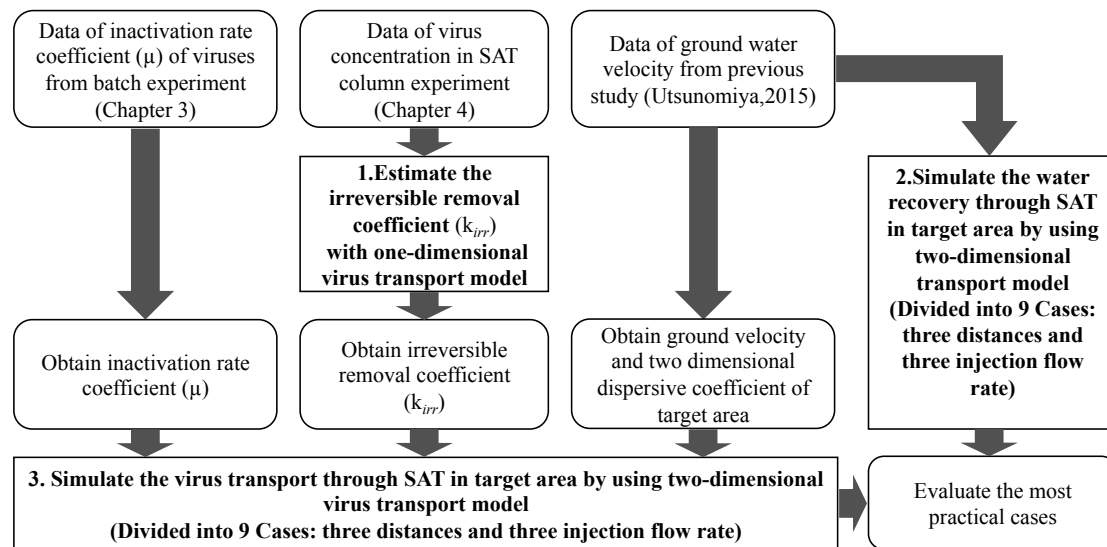 Data of inactivation rate
coefficient (μ) of viruses
from batch experiment
(Chapter 3)
Data of virus
concentration in SAT
column experiment
(Chapter 4)
Data of ground water
velocity from previous
study (Utsunomiya,2015)
1.Estimate the
irreversible removal
coefficient (kirr)
with one-dimensional
virus transport model
2.Simulate the water
recovery through SAT
in target area by using
two-dimensional
transport model
(Divided into 9 Cases:
three distances and
three injection flow
rate)
Obtain inactivation rate
coefficient (μ)
Obtain irreversible
removal coefficient
(kirr)
Obtain ground velocity
and two dimensional
dispersive coefficient of
target area
3. Simulate the virus transport through SAT in target area by using two-dimensional
virus transport model
(Divided into 9 Cases: three distances and three injection flow rate)
Evaluate the most
practical cases